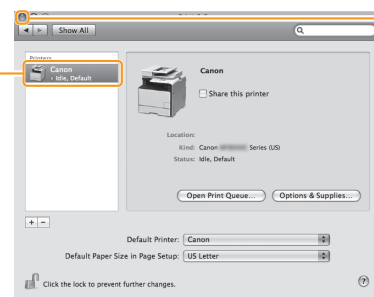 Show All
Printers
Canon
• Idle, Default
Canon
Share this printer
Location:
Kind: Canon Series (US)
Status: Idle, Default
Open Print Queue...
Options & Supplies...
+ −
Default Printer: Canon
Default Paper Size in Page Setup: US Letter
Click the lock to prevent further changes.
?